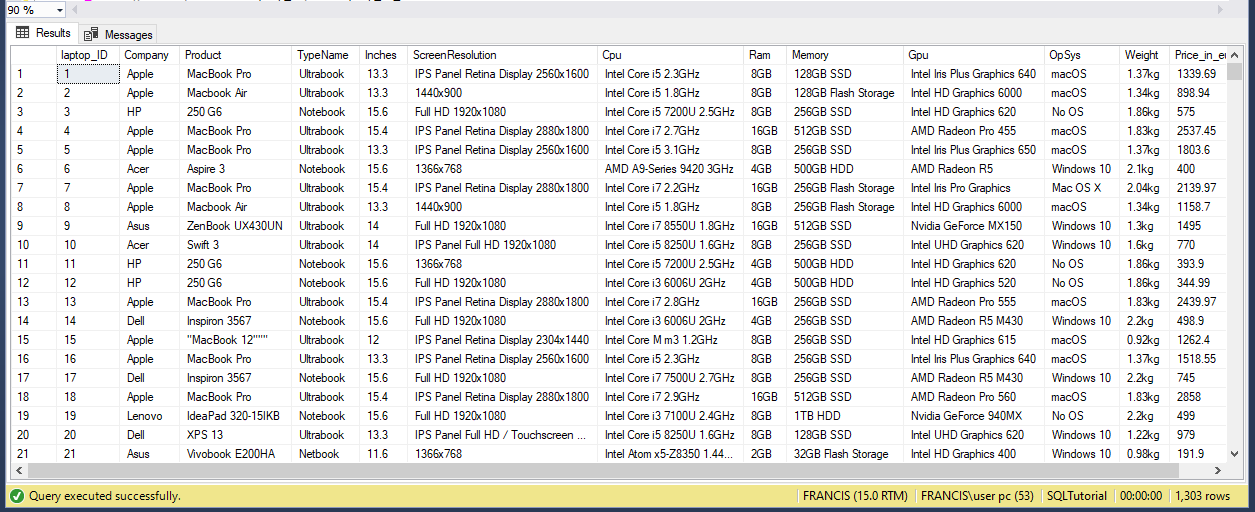 90 %
Results Messages
laptop_ID Company Product TypeName Inches ScreenResolution Cpu Ram Memory Gpu OpSys Weight Price_in_eu
1 1 Apple MacBook Pro Ultrabook 13.3 IPS Panel Retina Display 2560x1600 Intel Core i5 2.3GHz 8GB 128GB SSD Intel Iris Plus Graphics 640 macOS 1.37kg 1339.69
2 2 Apple Macbook Air Ultrabook 13.3 1440x900 Intel Core i5 1.8GHz 8GB 128GB Flash Storage Intel HD Graphics 6000 macOS 1.34kg 898.94
3 3 HP 250 G6 Notebook 15.6 Full HD 1920x1080 Intel Core i5 7200U 2.5GHz 8GB 256GB SSD Intel HD Graphics 620 No OS 1.86kg 575
4 4 Apple MacBook Pro Ultrabook 15.4 IPS Panel Retina Display 2880x1800 Intel Core i7 2.7GHz 16GB 512GB SSD AMD Radeon Pro 455 macOS 1.83kg 2537.45
5 5 Apple MacBook Pro Ultrabook 13.3 IPS Panel Retina Display 2560x1600 Intel Core i5 3.1GHz 8GB 256GB SSD Intel Iris Plus Graphics 650 macOS 1.37kg 1803.6
6 6 Acer Aspire 3 Notebook 15.6 1366x768 AMD A9-Series 9420 3GHz 4GB 500GB HDD AMD Radeon R5 Windows 10 2.1kg 400
7 7 Apple MacBook Pro Ultrabook 15.4 IPS Panel Retina Display 2880x1800 Intel Core i7 2.2GHz 16GB 256GB Flash Storage Intel Iris Pro Graphics Mac OS X 2.04kg 2139.97
8 8 Apple Macbook Air Ultrabook 13.3 1440x900 Intel Core i5 1.8GHz 8GB 256GB Flash Storage Intel HD Graphics 6000 macOS 1.34kg 1158.7
9 9 Asus ZenBook UX430UN Ultrabook 14 Full HD 1920x1080 Intel Core i7 8550U 1.8GHz 16GB 512GB SSD Nvidia GeForce MX150 Windows 10 1.3kg 1495
10 10 Acer Swift 3 Ultrabook 14 IPS Panel Full HD 1920x1080 Intel Core i5 8250U 1.6GHz 8GB 256GB SSD Intel UHD Graphics 620 Windows 10 1.6kg 770
11 11 HP 250 G6 Notebook 15.6 1366x768 Intel Core i5 7200U 2.5GHz 4GB 500GB HDD Intel HD Graphics 620 No OS 1.86kg 393.9
12 12 HP 250 G6 Notebook 15.6 Full HD 1920x1080 Intel Core i3 6006U 2GHz 4GB 500GB HDD Intel HD Graphics 520 No OS 1.86kg 344.99
13 13 Apple MacBook Pro Ultrabook 15.4 IPS Panel Retina Display 2880x1800 Intel Core i7 2.8GHz 16GB 256GB SSD AMD Radeon Pro 555 macOS 1.83kg 2439.97
14 14 Dell Inspiron 3567 Notebook 15.6 Full HD 1920x1080 Intel Core i3 6006U 2GHz 4GB 256GB SSD AMD Radeon R5 M430 Windows 10 2.2kg 498.9
15 15 Apple "MacBook 12""" Ultrabook 12 IPS Panel Retina Display 2304x1440 Intel Core M m3 1.2GHz 8GB 256GB SSD Intel HD Graphics 615 macOS 0.92kg 1262.4
16 16 Apple MacBook Pro Ultrabook 13.3 IPS Panel Retina Display 2560x1600 Intel Core i5 2.3GHz 8GB 256GB SSD Intel Iris Plus Graphics 640 macOS 1.37kg 1518.55
17 17 Dell Inspiron 3567 Notebook 15.6 Full HD 1920x1080 Intel Core i7 7500U 2.7GHz 8GB 256GB SSD AMD Radeon R5 M430 Windows 10 2.2kg 745
18 18 Apple MacBook Pro Ultrabook 15.4 IPS Panel Retina Display 2880x1800 Intel Core i7 2.9GHz 16GB 512GB SSD AMD Radeon Pro 560 macOS 1.83kg 2858
19 19 Lenovo IdeaPad 320-15IKB Notebook 15.6 Full HD 1920x1080 Intel Core i3 7100U 2.4GHz 8GB 1TB HDD Nvidia GeForce 940MX No OS 2.2kg 499
20 20 Dell XPS 13 Ultrabook 13.3 IPS Panel Full HD / Touchscreen ... Intel Core i5 8250U 1.6GHz 8GB 128GB SSD Intel UHD Graphics 620 Windows 10 1.22kg 979
21 21 Asus Vivobook E200HA Netbook 11.6 1366x768 Intel Atom x5-Z8350 1.44... 2GB 32GB Flash Storage Intel HD Graphics 400 Windows 10 0.98kg 191.9
Query executed successfully. FRANCIS (15.0 RTM) FRANCIS\user pc (53) SQLTutorial 00:00:00 1,303 rows